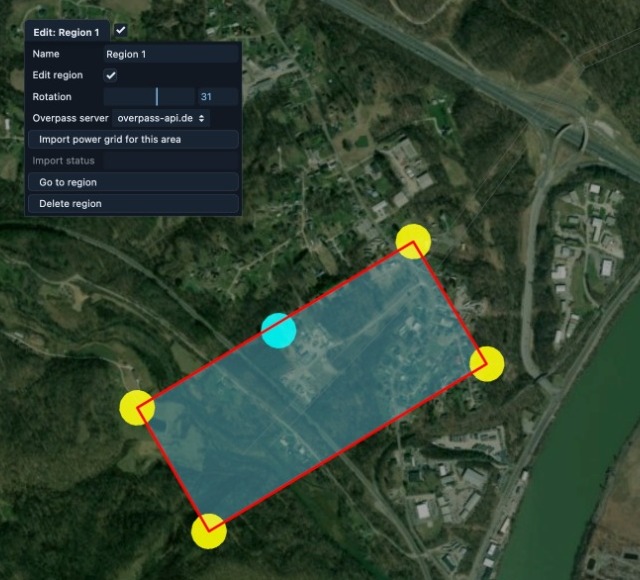 Edit: Region 1
Name Region 1
Edit region
Rotation 31
Overpass server overpass-api.de
Import power grid for this area
Import status
Go to region
Delete region